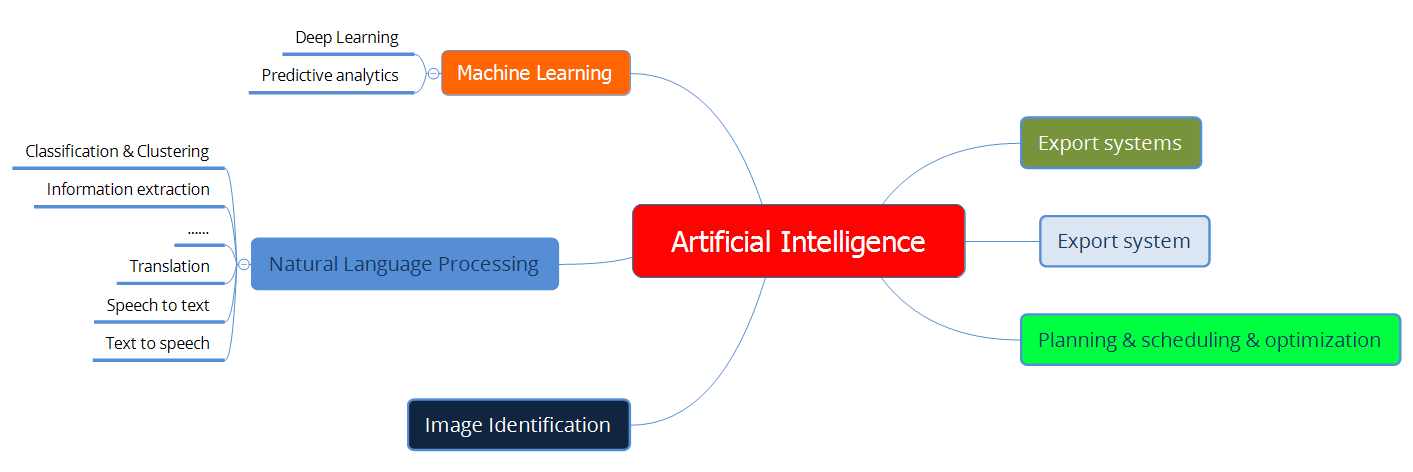 Deep Learning
Predictive analytics
Machine Learning
Classification & Clustering
Information extraction
......
Translation
Speech to text
Text to speech
Natural Language Processing
Image Identification
Artificial Intelligence
Export systems
Export system
Planning & scheduling & optimization